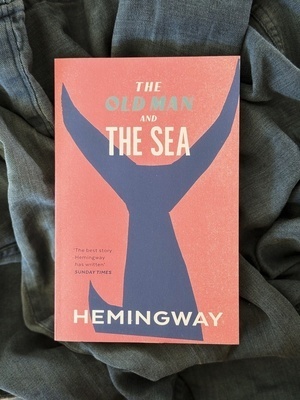 THE
OLD MAN
AND
THE SEA
'The best story
Hemingway
has written'
SUNDAY TIMES
HEMINGWAY